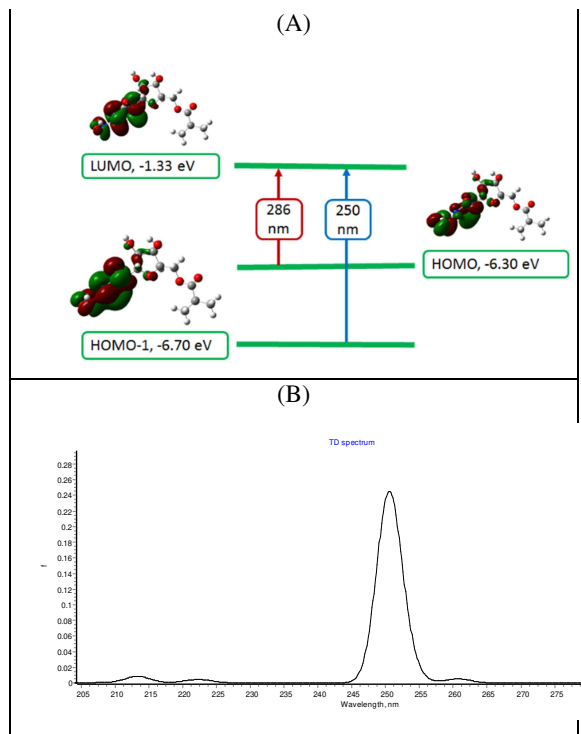 (A)
LUMO, -1.33 eV
286
nm
250
nm
HOMO, -6.30 eV
HOMO-1, -6.70 eV
(B)
TD spectrum
0.28
0.26
0.24
0.22
0.2
0.18
0.16
0.14
0.12
0.1
0.08
0.06
0.04
0.02
0
f
205 210 215 220 225 230 235 240 245 250 255 260 265 270 275
Wavelength, nm